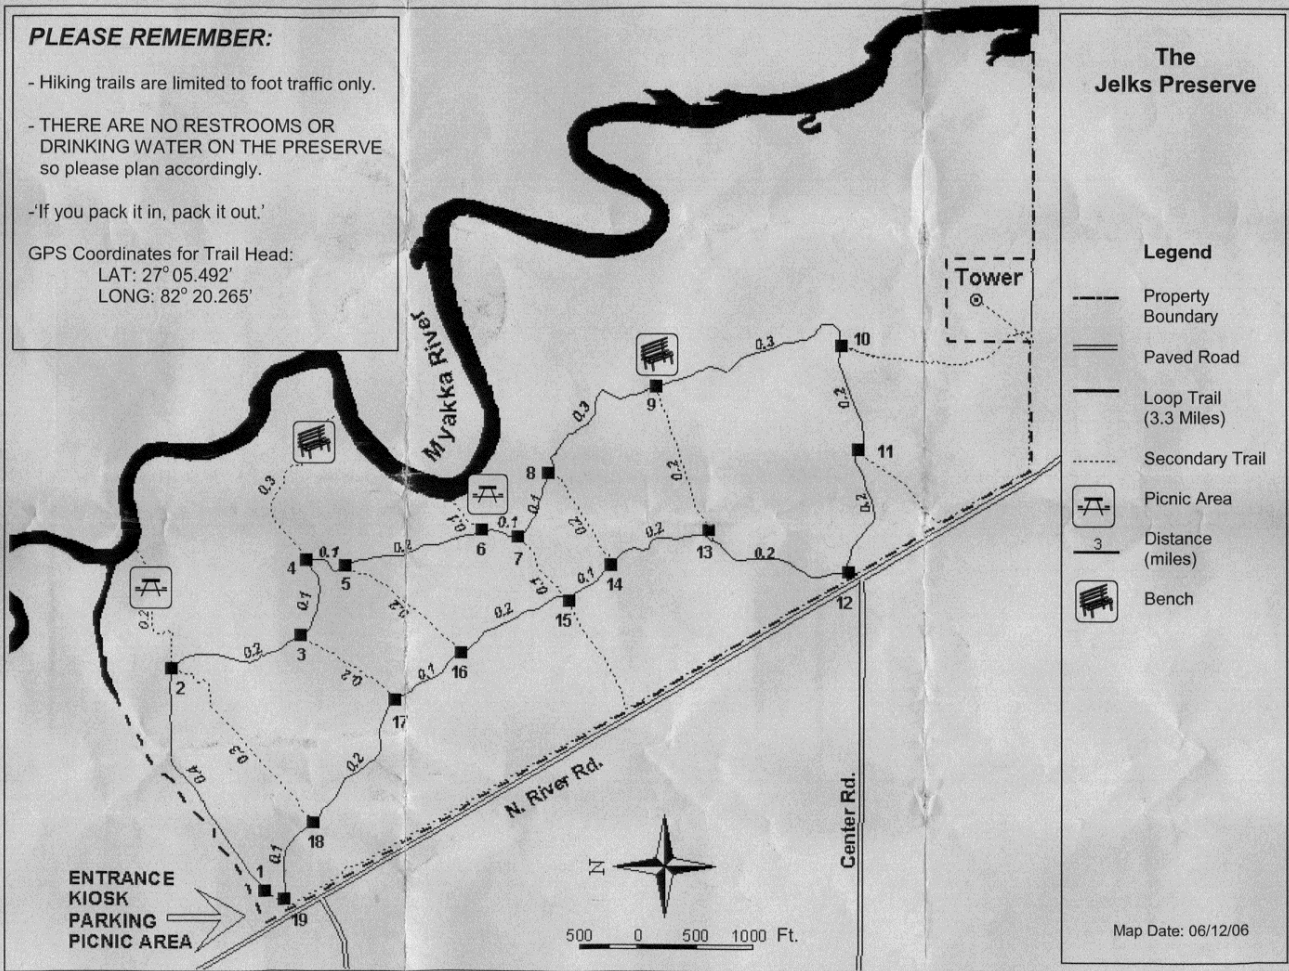 PLEASE REMEMBER:
- Hiking trails are limited to foot traffic only.
- THERE ARE NO RESTROOMS OR
DRINKING WATER ON THE PRESERVE
so please plan accordingly.
-'If you pack it in, pack it out.'
GPS Coordinates for Trail Head:
LAT: 27° 05.492'
LONG: 82° 20.265'
The
Jelks Preserve
Legend
Property
Boundary
Paved Road
Loop Trail
(3.3 Miles)
Secondary Trail
Picnic Area
3
Distance
(miles)
Bench
Map Date: 06/12/06
Tower
Myakka River
0.3
10
0.2
9
0.3
0.2
11
8
0.2
0.3
0.1
0.2
0.1
6
0.1
7
0.2
13
0.2
0.2
4
0.1
5
0.2
14
0.1
0.1
15
12
0.1
0.2
0.2
0.2
3
0.2
16
0.1
2
0.2
17
0.3
0.4
0.2
18
0.1
1
19
N. River Rd.
Center Rd.
ENTRANCE
KIOSK
PARKING
PICNIC AREA
N
500 0 500 1000 Ft.